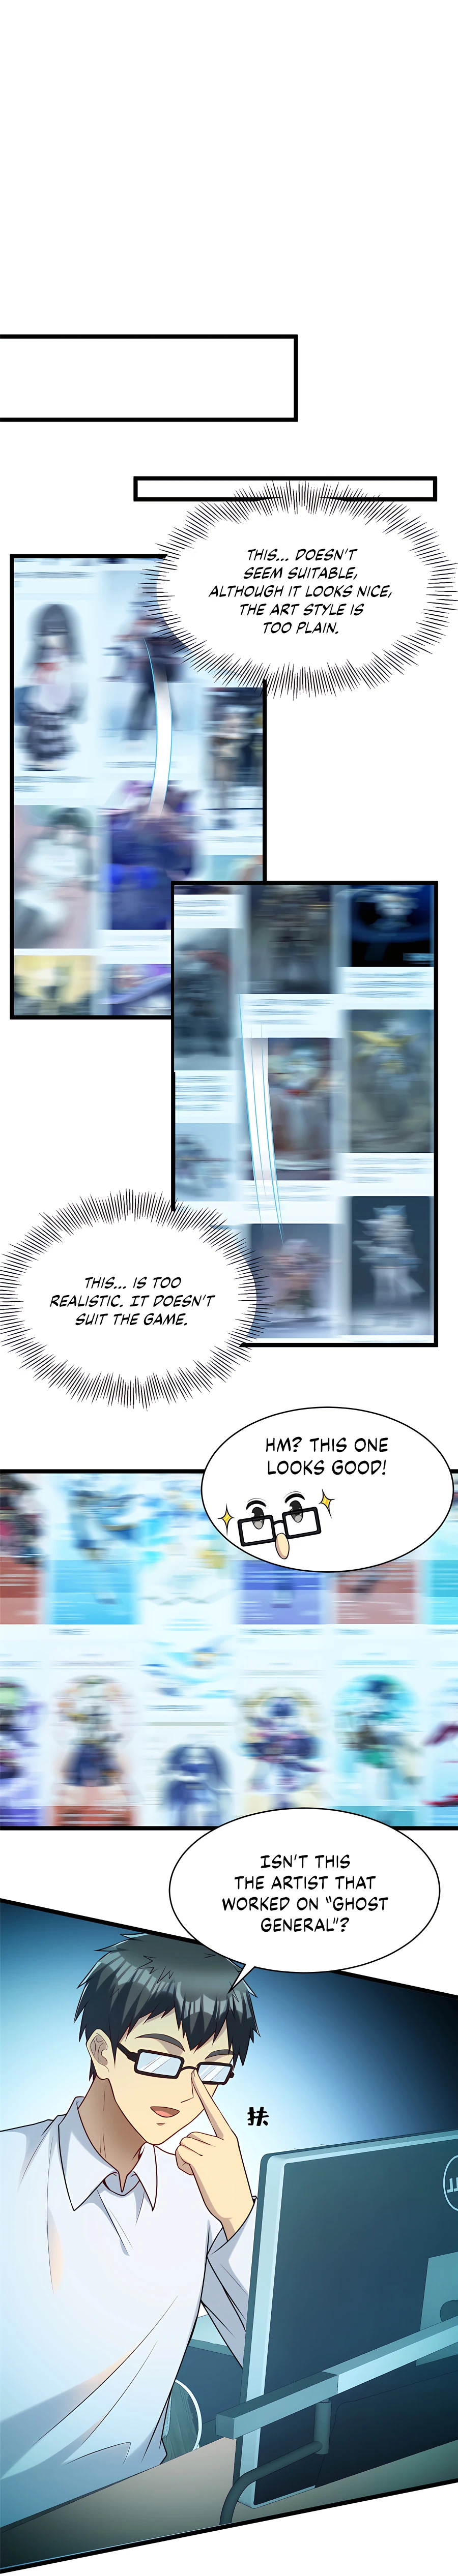 THIS... DOESN'T
SEEM SUITABLE,
ALTHOUGH IT LOOKS NICE,
THE ART STYLE IS
TOO PLAIN.
THIS... IS TOO
REALISTIC. IT DOESN'T
SUIT THE GAME.
HM? THIS ONE
LOOKS GOOD!
ISN'T THIS
THE ARTIST THAT
WORKED ON "GHOST
GENERAL"?
扶